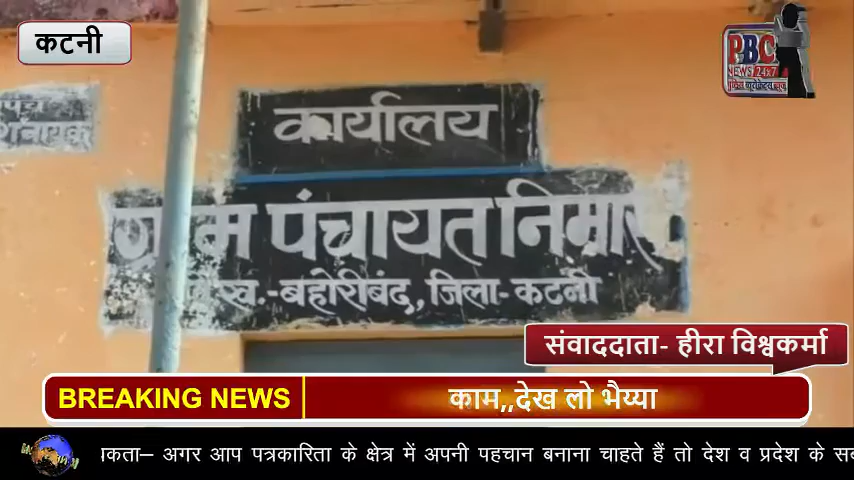 कटनी
PBC
NEWS 24x7
कार्यालय
पंचायत निमास
ख.-बहोरीबंद, जिला-कटनी
संवाददाता- हीरा विश्वकर्मा
BREAKING NEWS
काम,,देख लो भैय्या
अगर आप पत्रकारिता के क्षेत्र में अपनी पहचान बनाना चाहते हैं तो देश व प्रदेश के